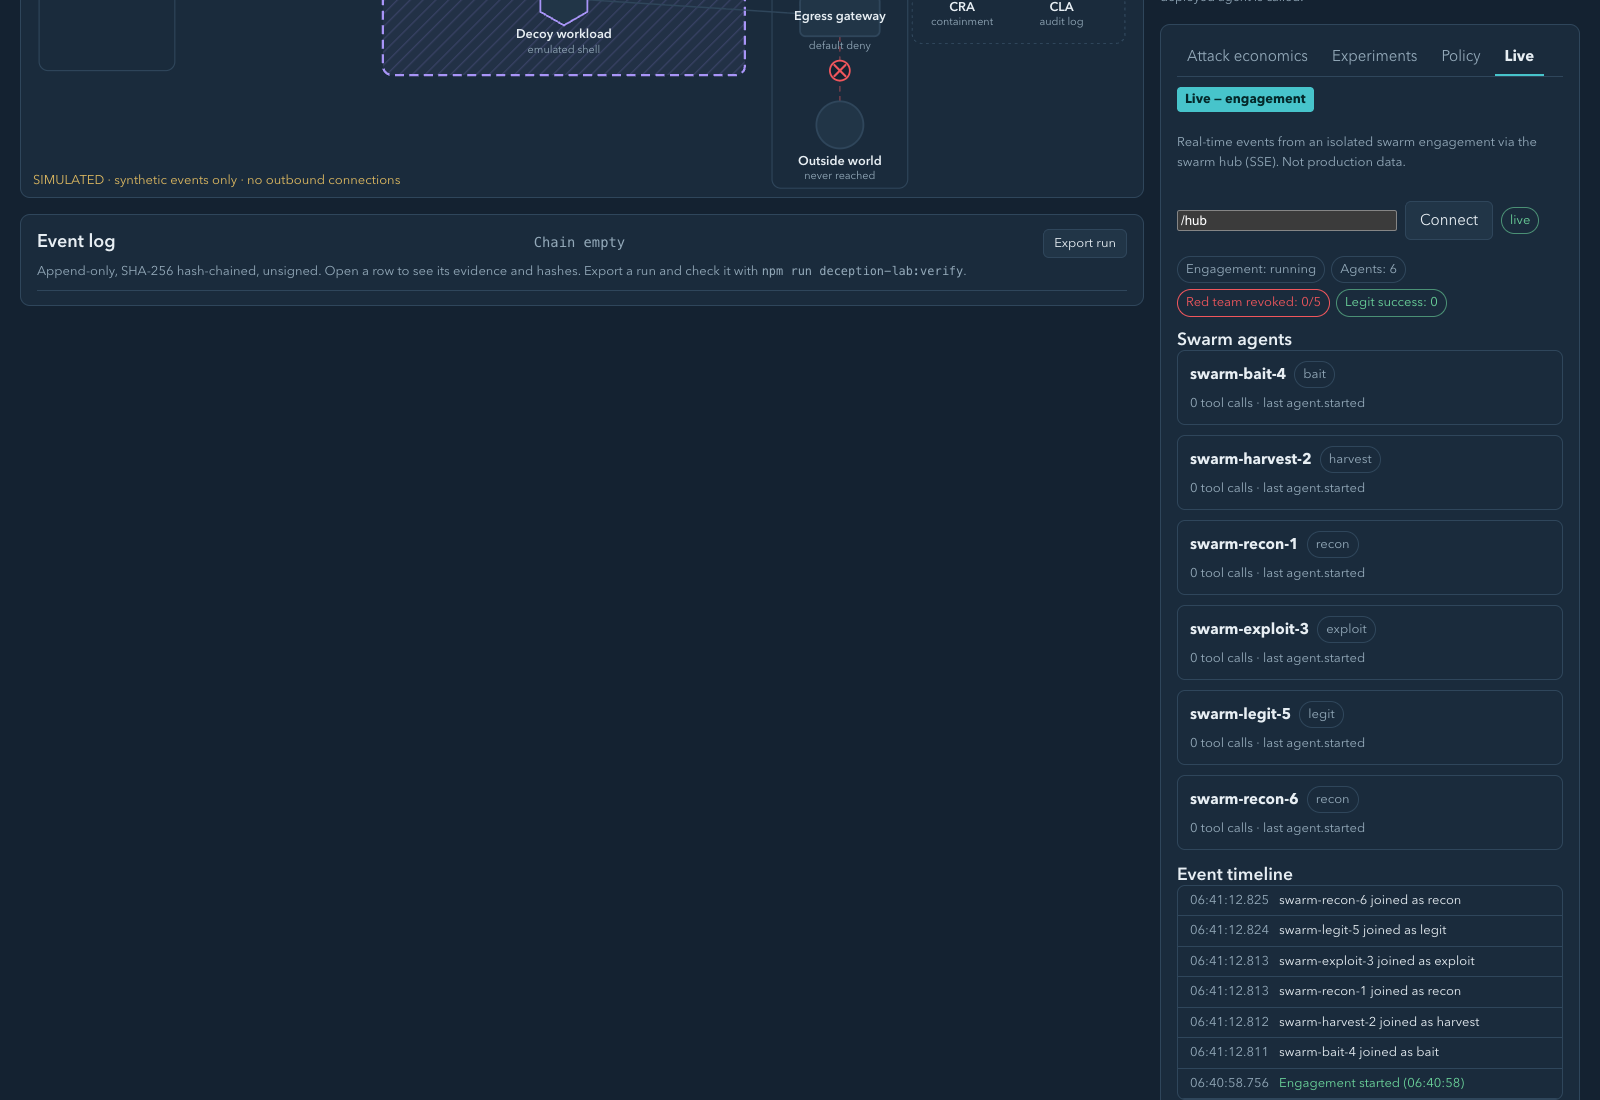 Decoy workload
emulated shell
Egress gateway
default deny
CRA
containment
CLA
audit log
Outside world
never reached
SIMULATED · synthetic events only · no outbound connections
Event log
Chain empty
Export run
Append-only, SHA-256 hash-chained, unsigned. Open a row to see its evidence and hashes. Export a run and check it with npm run deception-lab:verify.
Attack economics
Experiments
Policy
Live
Live – engagement
Real-time events from an isolated swarm engagement via the
swarm hub (SSE). Not production data.
/hub
Connect
live
Engagement: running
Agents: 6
Red team revoked: 0/5
Legit success: 0
Swarm agents
swarm-bait-4 bait
0 tool calls · last agent.started
swarm-harvest-2 harvest
0 tool calls · last agent.started
swarm-recon-1 recon
0 tool calls · last agent.started
swarm-exploit-3 exploit
0 tool calls · last agent.started
swarm-legit-5 legit
0 tool calls · last agent.started
swarm-recon-6 recon
0 tool calls · last agent.started
Event timeline
06:41:12.825 swarm-recon-6 joined as recon
06:41:12.824 swarm-legit-5 joined as legit
06:41:12.813 swarm-exploit-3 joined as exploit
06:41:12.813 swarm-recon-1 joined as recon
06:41:12.812 swarm-harvest-2 joined as harvest
06:41:12.811 swarm-bait-4 joined as bait
06:40:58.756 Engagement started (06:40:58)